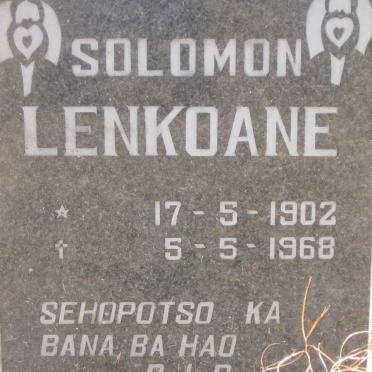 SOLOMON
LENKOANE
☆ 17-5-1902
† 5-5-1968
SEHOPOTSO KA
BANA BA HAO
R.I.P.